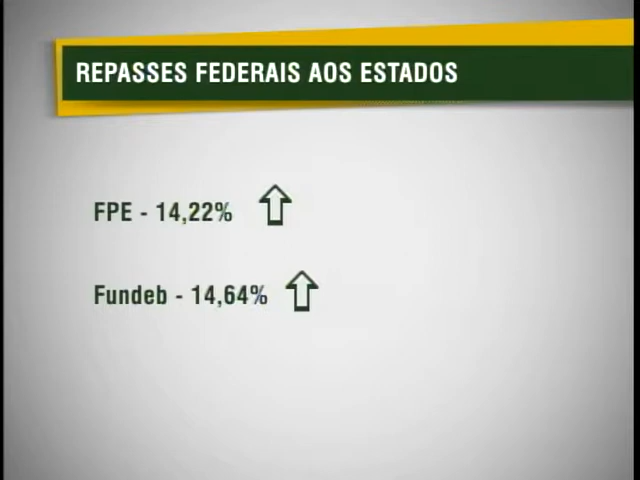 REPASSES FEDERAIS AOS ESTADOS
FPE - 14,22%
Fundeb - 14,64%